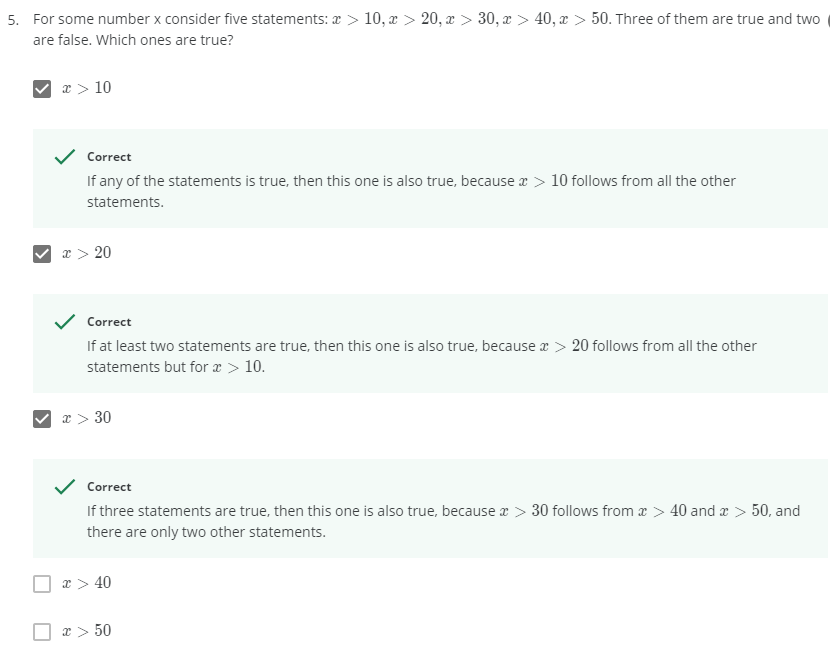 5. For some number x consider five statements: x > 10, x > 20, x > 30, x > 40, x > 50. Three of them are true and two (
are false. Which ones are true?
x > 10
Correct
If any of the statements is true, then this one is also true, because x > 10 follows from all the other
statements.
x > 20
Correct
If at least two statements are true, then this one is also true, because x > 20 follows from all the other
statements but for x > 10.
x > 30
Correct
If three statements are true, then this one is also true, because x > 30 follows from x > 40 and x > 50, and
there are only two other statements.
x > 40
x > 50